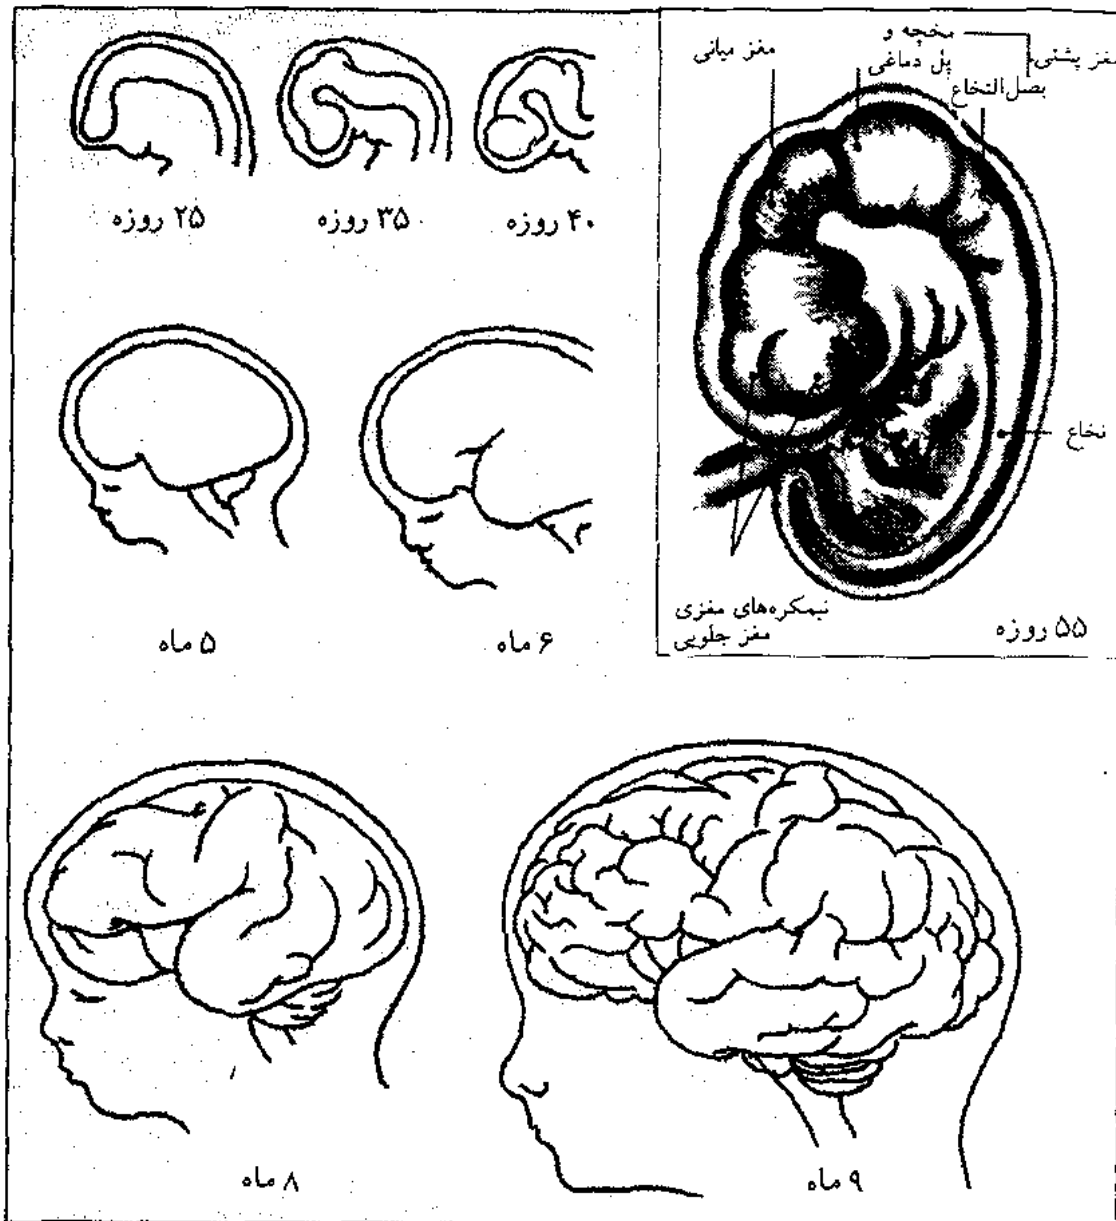 ۲۵ روزه
۳۵ روزه
۴۰ روزه
مغز میانی
مخچه و
پل دماغی
مغز پشتی
بصل‌النخاع
نخاع
نیمکره‌های مغزی
مغز جلویی
۵۵ روزه
۵ ماه
۶ ماه
۸ ماه
۹ ماه